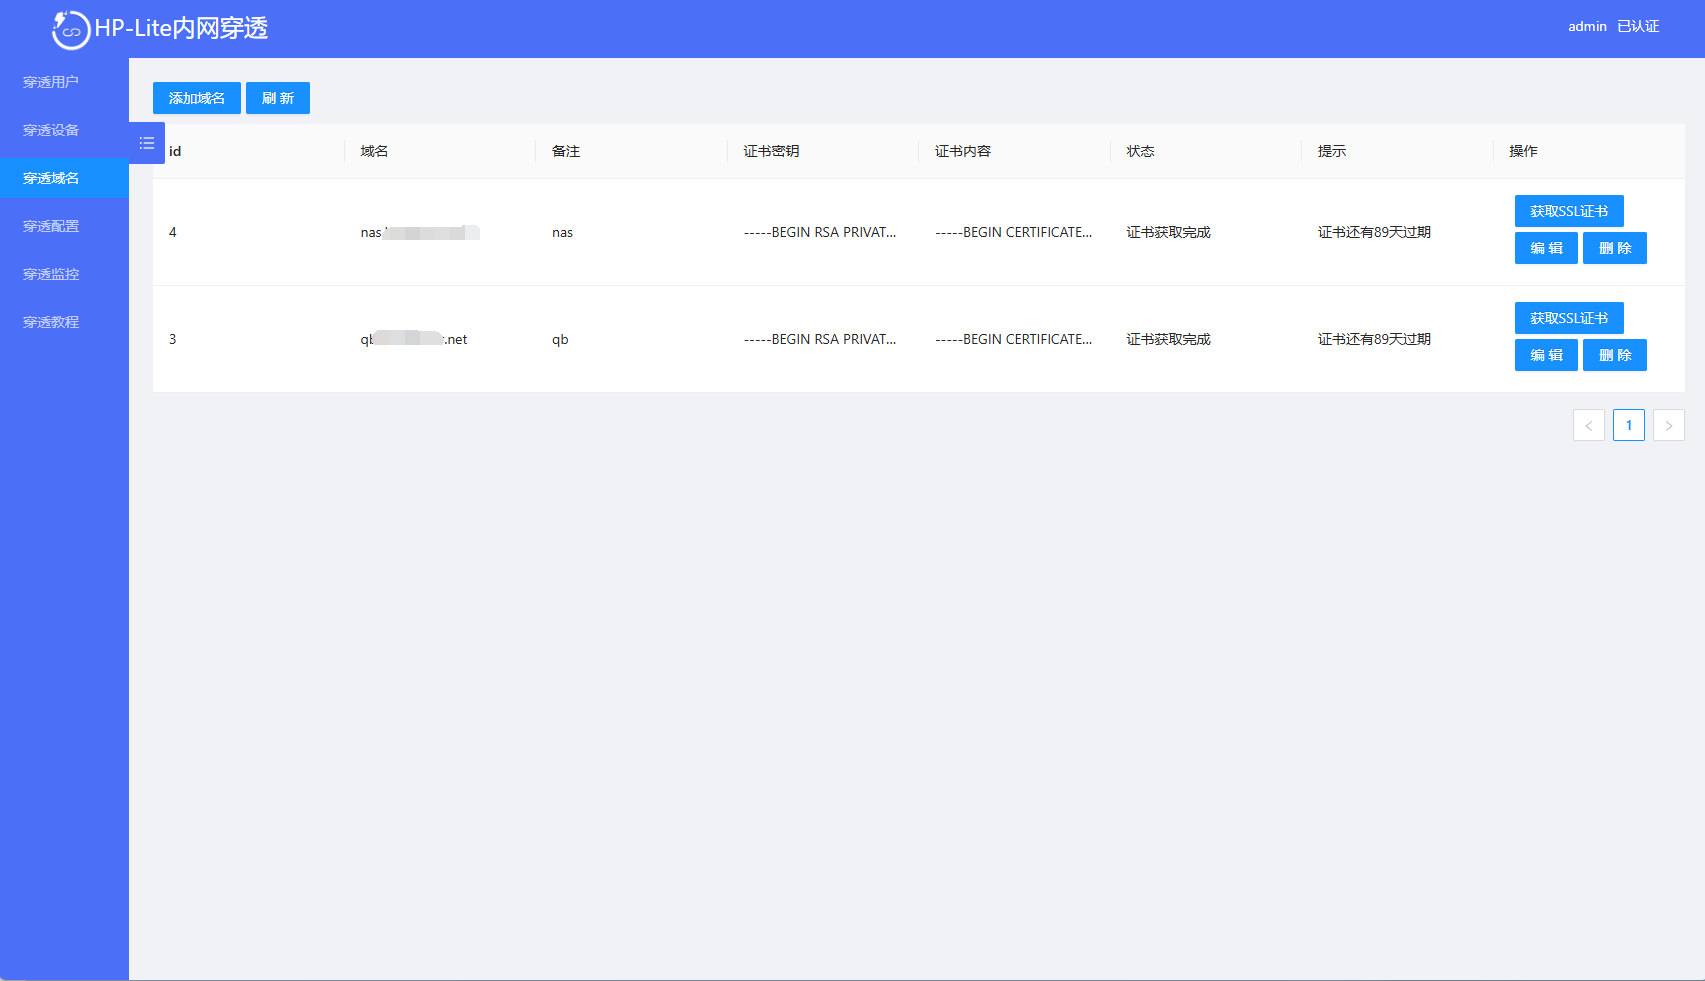 HP-Lite内网穿透
admin 已认证
穿透用户
穿透设备
穿透域名
穿透配置
穿透监控
穿透教程
添加域名 刷 新
id 域名 备注 证书密钥 证书内容 状态 提示 操作
4 nas nas -----BEGIN RSA PRIVAT... -----BEGIN CERTIFICATE... 证书获取完成 证书还有89天过期 获取SSL证书
编 辑 删 除
3 .net qb -----BEGIN RSA PRIVAT... -----BEGIN CERTIFICATE... 证书获取完成 证书还有89天过期 获取SSL证书
编 辑 删 除
< 1 >